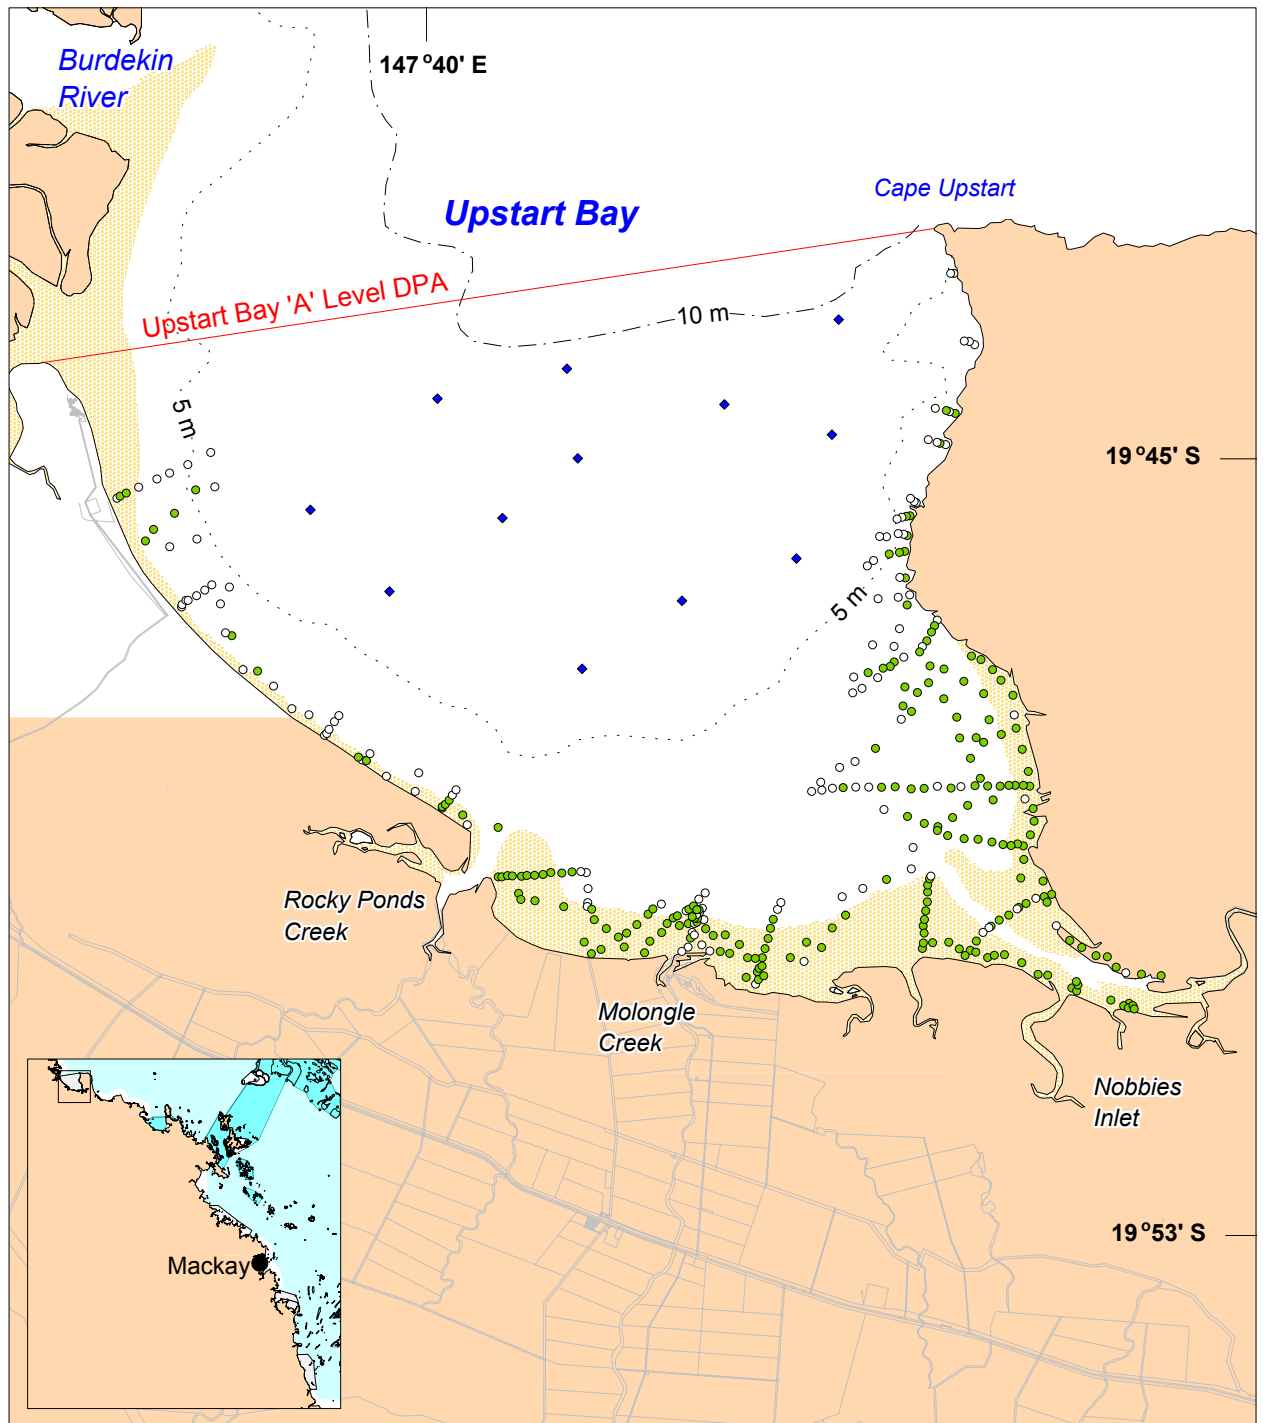 Burdekin
River
147°40' E
Cape Upstart
Upstart Bay
Upstart Bay 'A' Level DPA
10 m
5 m
19°45' S
5 m
Rocky Ponds
Creek
Molongle
Creek
Nobbies
Inlet
19°53' S
Mackay